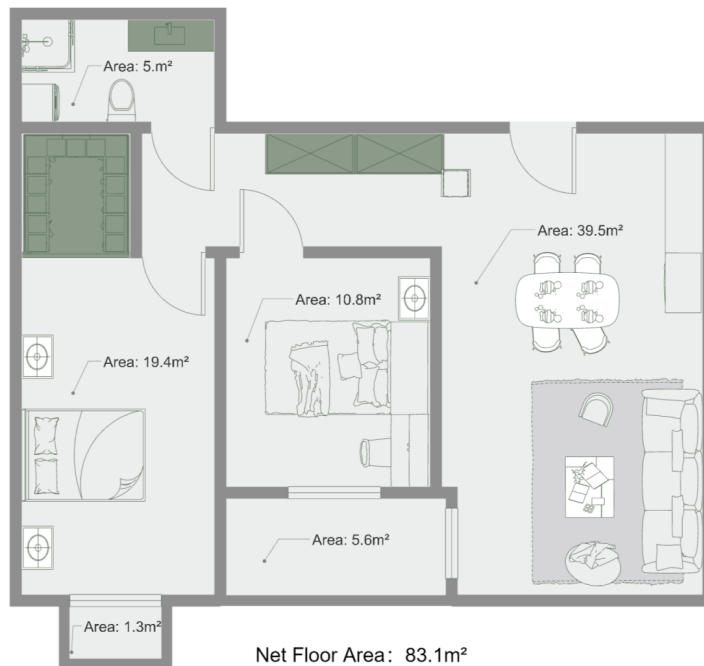 Area: 5.m²
Area: 39.5m²
Area: 10.8m²
Area: 19.4m²
Area: 5.6m²
Area: 1.3m²
Net Floor Area: 83.1m²